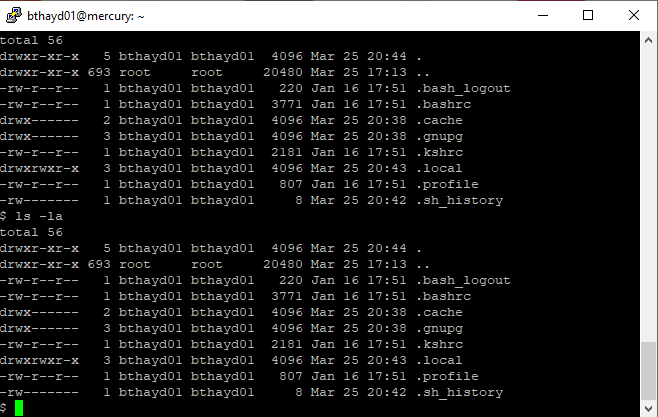 bthayd01@mercury: ~
total 56
drwxr-xr-x   5 bthayd01 bthayd01  4096 Mar 25 20:44 .
drwxr-xr-x 693 root     root     20480 Mar 25 17:13 ..
-rw-r--r--   1 bthayd01 bthayd01   220 Jan 16 17:51 .bash_logout
-rw-r--r--   1 bthayd01 bthayd01  3771 Jan 16 17:51 .bashrc
drwx------   2 bthayd01 bthayd01  4096 Mar 25 20:38 .cache
drwx------   3 bthayd01 bthayd01  4096 Mar 25 20:38 .gnupg
-rw-r--r--   1 bthayd01 bthayd01  2181 Jan 16 17:51 .kshrc
drwxrwxr-x   3 bthayd01 bthayd01  4096 Mar 25 20:43 .local
-rw-r--r--   1 bthayd01 bthayd01   807 Jan 16 17:51 .profile
-rw-------   1 bthayd01 bthayd01     8 Mar 25 20:42 .sh_history
$ ls -la
total 56
drwxr-xr-x   5 bthayd01 bthayd01  4096 Mar 25 20:44 .
drwxr-xr-x 693 root     root     20480 Mar 25 17:13 ..
-rw-r--r--   1 bthayd01 bthayd01   220 Jan 16 17:51 .bash_logout
-rw-r--r--   1 bthayd01 bthayd01  3771 Jan 16 17:51 .bashrc
drwx------   2 bthayd01 bthayd01  4096 Mar 25 20:38 .cache
drwx------   3 bthayd01 bthayd01  4096 Mar 25 20:38 .gnupg
-rw-r--r--   1 bthayd01 bthayd01  2181 Jan 16 17:51 .kshrc
drwxrwxr-x   3 bthayd01 bthayd01  4096 Mar 25 20:43 .local
-rw-r--r--   1 bthayd01 bthayd01   807 Jan 16 17:51 .profile
-rw-------   1 bthayd01 bthayd01     8 Mar 25 20:42 .sh_history
$